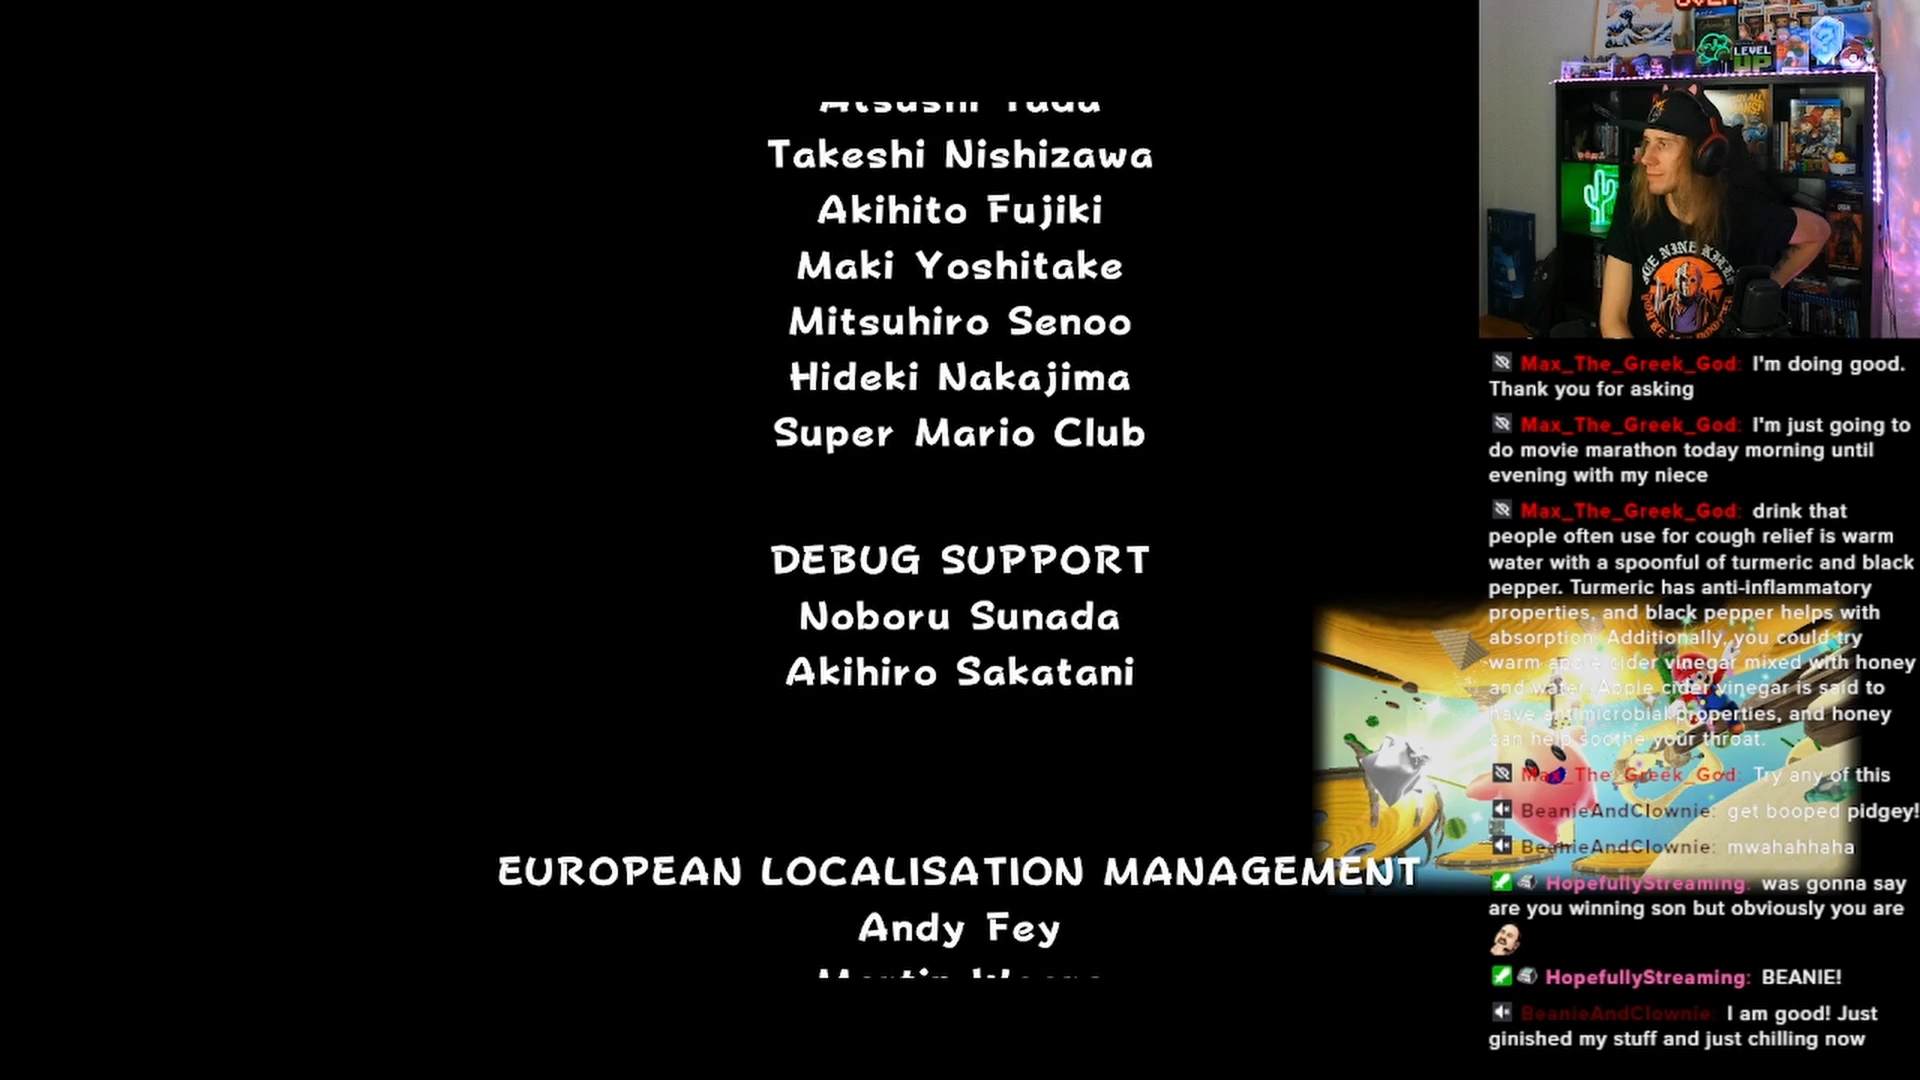 Takeshi Nishizawa
Akihito Fujiki
Maki Yoshitake
Mitsuhiro Senoo
Hideki Nakajima
Super Mario Club
DEBUG SUPPORT
Noboru Sunada
Akihiro Sakatani
EUROPEAN LOCALISATION MANAGEMENT
Andy Fey
LEVEL
UP
Max_The_Greek_God: I'm doing good.
Thank you for asking
Max_The_Greek_God: I'm just going to
do movie marathon today morning until
evening with my niece
Max_The_Greek_God: drink that
people often use for cough relief is warm
water with a spoonful of turmeric and black
pepper. Turmeric has anti-inflammatory
properties, and black pepper helps with
absorption. Additionally, you could try
warm apple cider vinegar mixed with honey
and water. Apple cider vinegar is said to
have antimicrobial properties, and honey
can help soothe your throat.
Max_The_Greek_God: Try any of this
BeanieAndClownie: get booped pidgey!
BeanieAndClownie: mwahahhaha
HopefullyStreaming: was gonna say
are you winning son but obviously you are
HopefullyStreaming: BEANIE!
BeanieAndClownie: I am good! Just
ginished my stuff and just chilling now